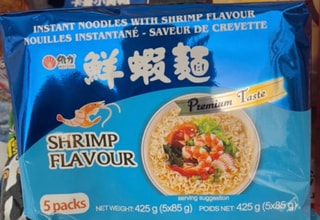 INSTANT NOODLES WITH SHRIMP FLAVOUR
NOUILLES INSTANTANÉ - SAVEUR DE CREVETTE
鮮蝦麵
Premium Taste
SHRIMP
FLAVOUR
serving suggestion
5 packs
NET WEIGHT: 425 g (5x85 g)
POIDS NET: 425 g (5x85 g)